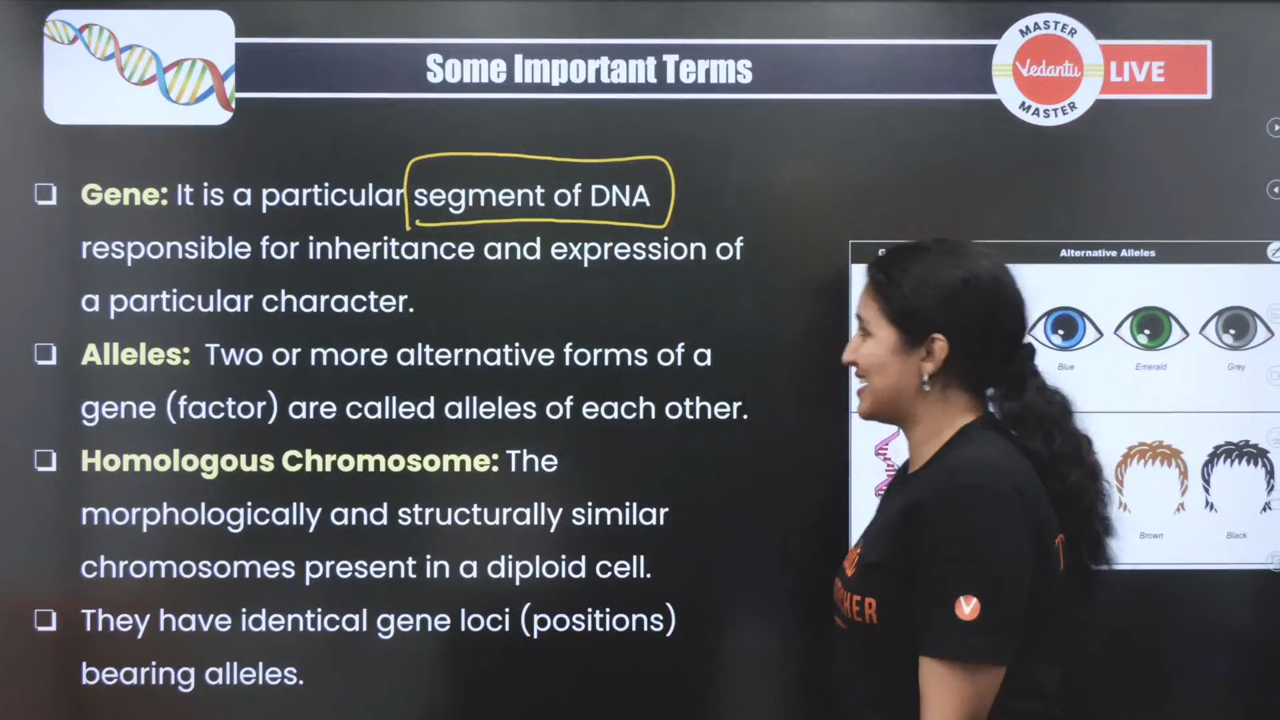 Some Important Terms
MASTER
Vedantu
MASTER
LIVE
❑ Gene: It is a particular segment of DNA
responsible for inheritance and expression of
a particular character.
❑ Alleles: Two or more alternative forms of a
gene (factor) are called alleles of each other.
❑ Homologous Chromosome: The
morphologically and structurally similar
chromosomes present in a diploid cell.
❑ They have identical gene loci (positions)
bearing alleles.
Alternative Alleles
Blue Emerald Grey
Brown Black
V